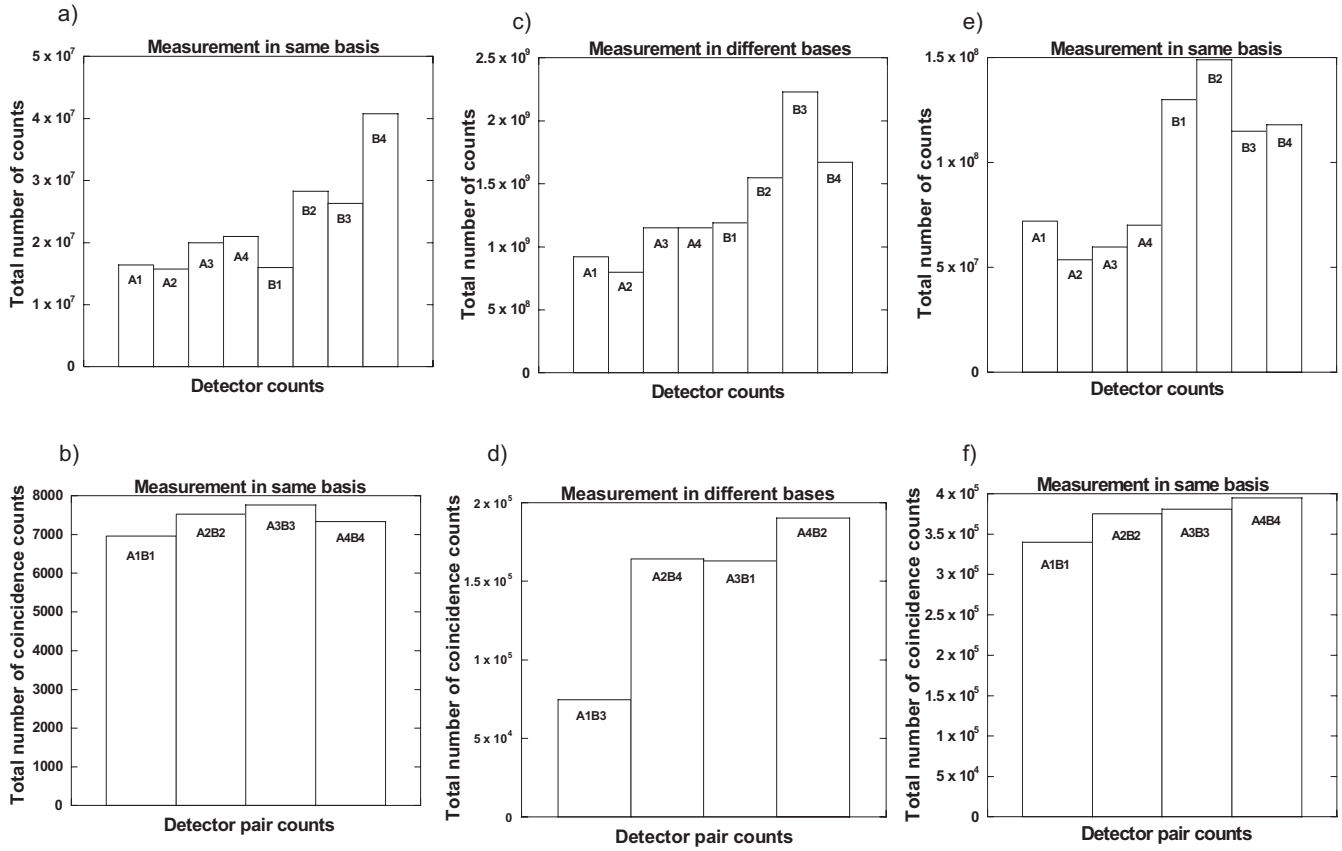 a)
Measurement in same basis
Total number of counts
5 x 10⁷
4 x 10⁷
3 x 10⁷
2 x 10⁷
1 x 10⁷
0
A1
A2
A3
A4
B1
B2
B3
B4
Detector counts
c)
Measurement in different bases
Total number of counts
2.5 x 10⁹
2 x 10⁹
1.5 x 10⁹
1 x 10⁹
5 x 10⁸
0
A1
A2
A3
A4
B1
B2
B3
B4
Detector counts
e)
Measurement in same basis
Total number of counts
1.5 x 10⁸
1 x 10⁸
5 x 10⁷
0
A1
A2
A3
A4
B1
B2
B3
B4
Detector counts
b)
Measurement in same basis
Total number of coincidence counts
8000
7000
6000
5000
4000
3000
2000
1000
0
A1B1
A2B2
A3B3
A4B4
Detector pair counts
d)
Measurement in different bases
Total number of coincidence counts
2 x 10⁵
1.5 x 10⁵
1 x 10⁵
5 x 10⁴
0
A1B3
A2B4
A3B1
A4B2
Detector pair counts
f)
Measurement in same basis
Total number of coincidence counts
4 x 10⁵
3.5 x 10⁵
3 x 10⁵
3.5 x 10⁵
2 x 10⁵
3.5 x 10⁵
1 x 10⁵
5 x 10⁴
0
A1B1
A2B2
A3B3
A4B4
Detector pair counts